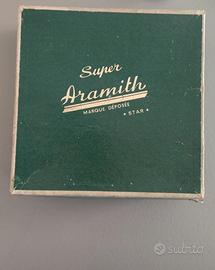 Super
Aramith
MARQUE DÉPOSÉE
• STAR •
subito